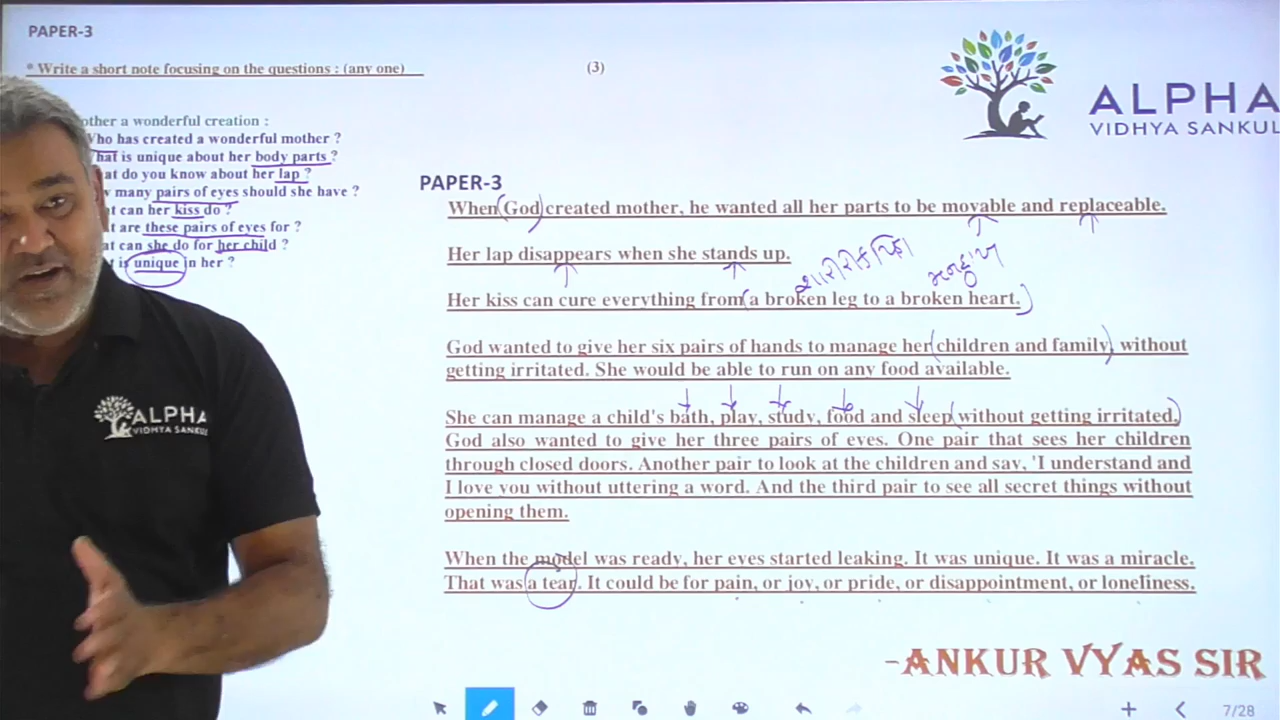 PAPER-3
* Write a short note focusing on the questions : (any one) (3)
other a wonderful creation :
Who has created a wonderful mother ?
What is unique about her body parts ?
at do you know about her lap ?
w many pairs of eyes should she have ?
t can her kiss do ?
t are these pairs of eyes for ?
at can she do for her child ?
t is unique in her ?
ALPHA
VIDHYA SANKUL
PAPER-3
When God created mother, he wanted all her parts to be movable and replaceable.
Her lap disappears when she stands up.
Her kiss can cure everything from a broken leg to a broken heart.
God wanted to give her six pairs of hands to manage her children and family, without
getting irritated. She would be able to run on any food available.
She can manage a child's bath, play, study, food and sleep without getting irritated.
God also wanted to give her three pairs of eyes. One pair that sees her children
through closed doors. Another pair to look at the children and say, 'I understand and
I love you without uttering a word. And the third pair to see all secret things without
opening them.
When the model was ready, her eyes started leaking. It was unique. It was a miracle.
That was a tear. It could be for pain, or joy, or pride, or disappointment, or loneliness.
ALPHA
VIDHYA SANKUL
-ANKUR VYAS SIR
7/28